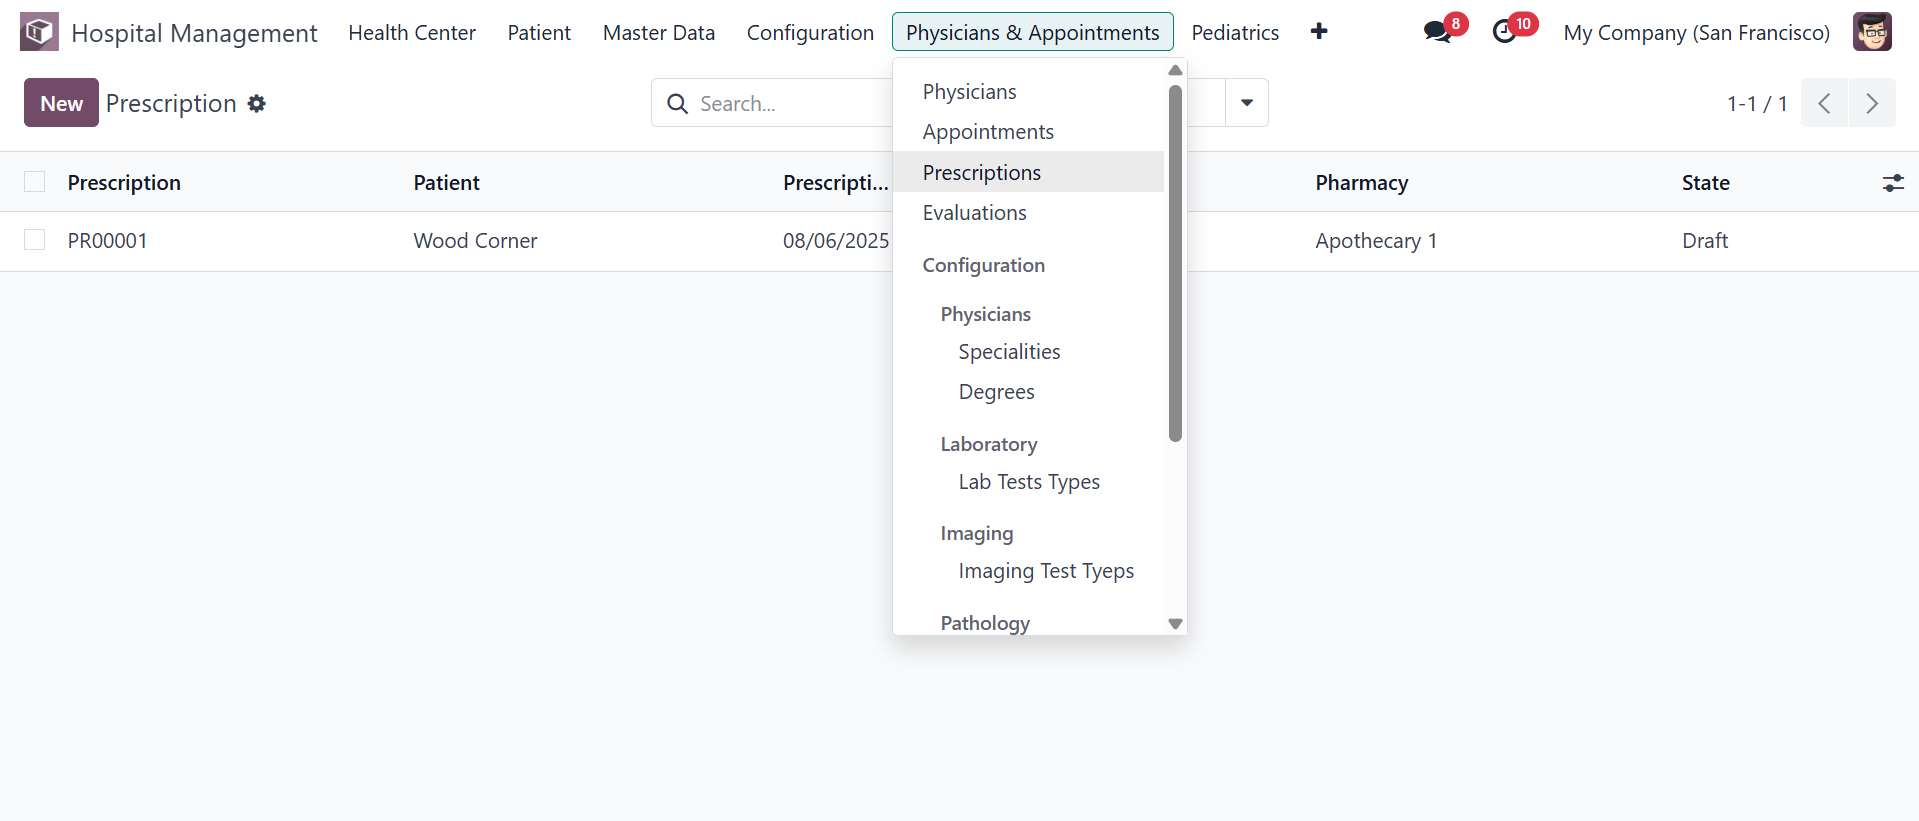 Hospital Management Health Center Patient Master Data Configuration Physicians & Appointments Pediatrics 8 10 My Company (San Francisco)
New Prescription Search... 1-1 / 1
Prescription Patient Prescripti... Pharmacy State
PR00001 Wood Corner 08/06/2025 Apothecary 1 Draft
Physicians
Appointments
Prescriptions
Evaluations
Configuration
Physicians
Specialities
Degrees
Laboratory
Lab Tests Types
Imaging
Imaging Test Tyeps
Pathology